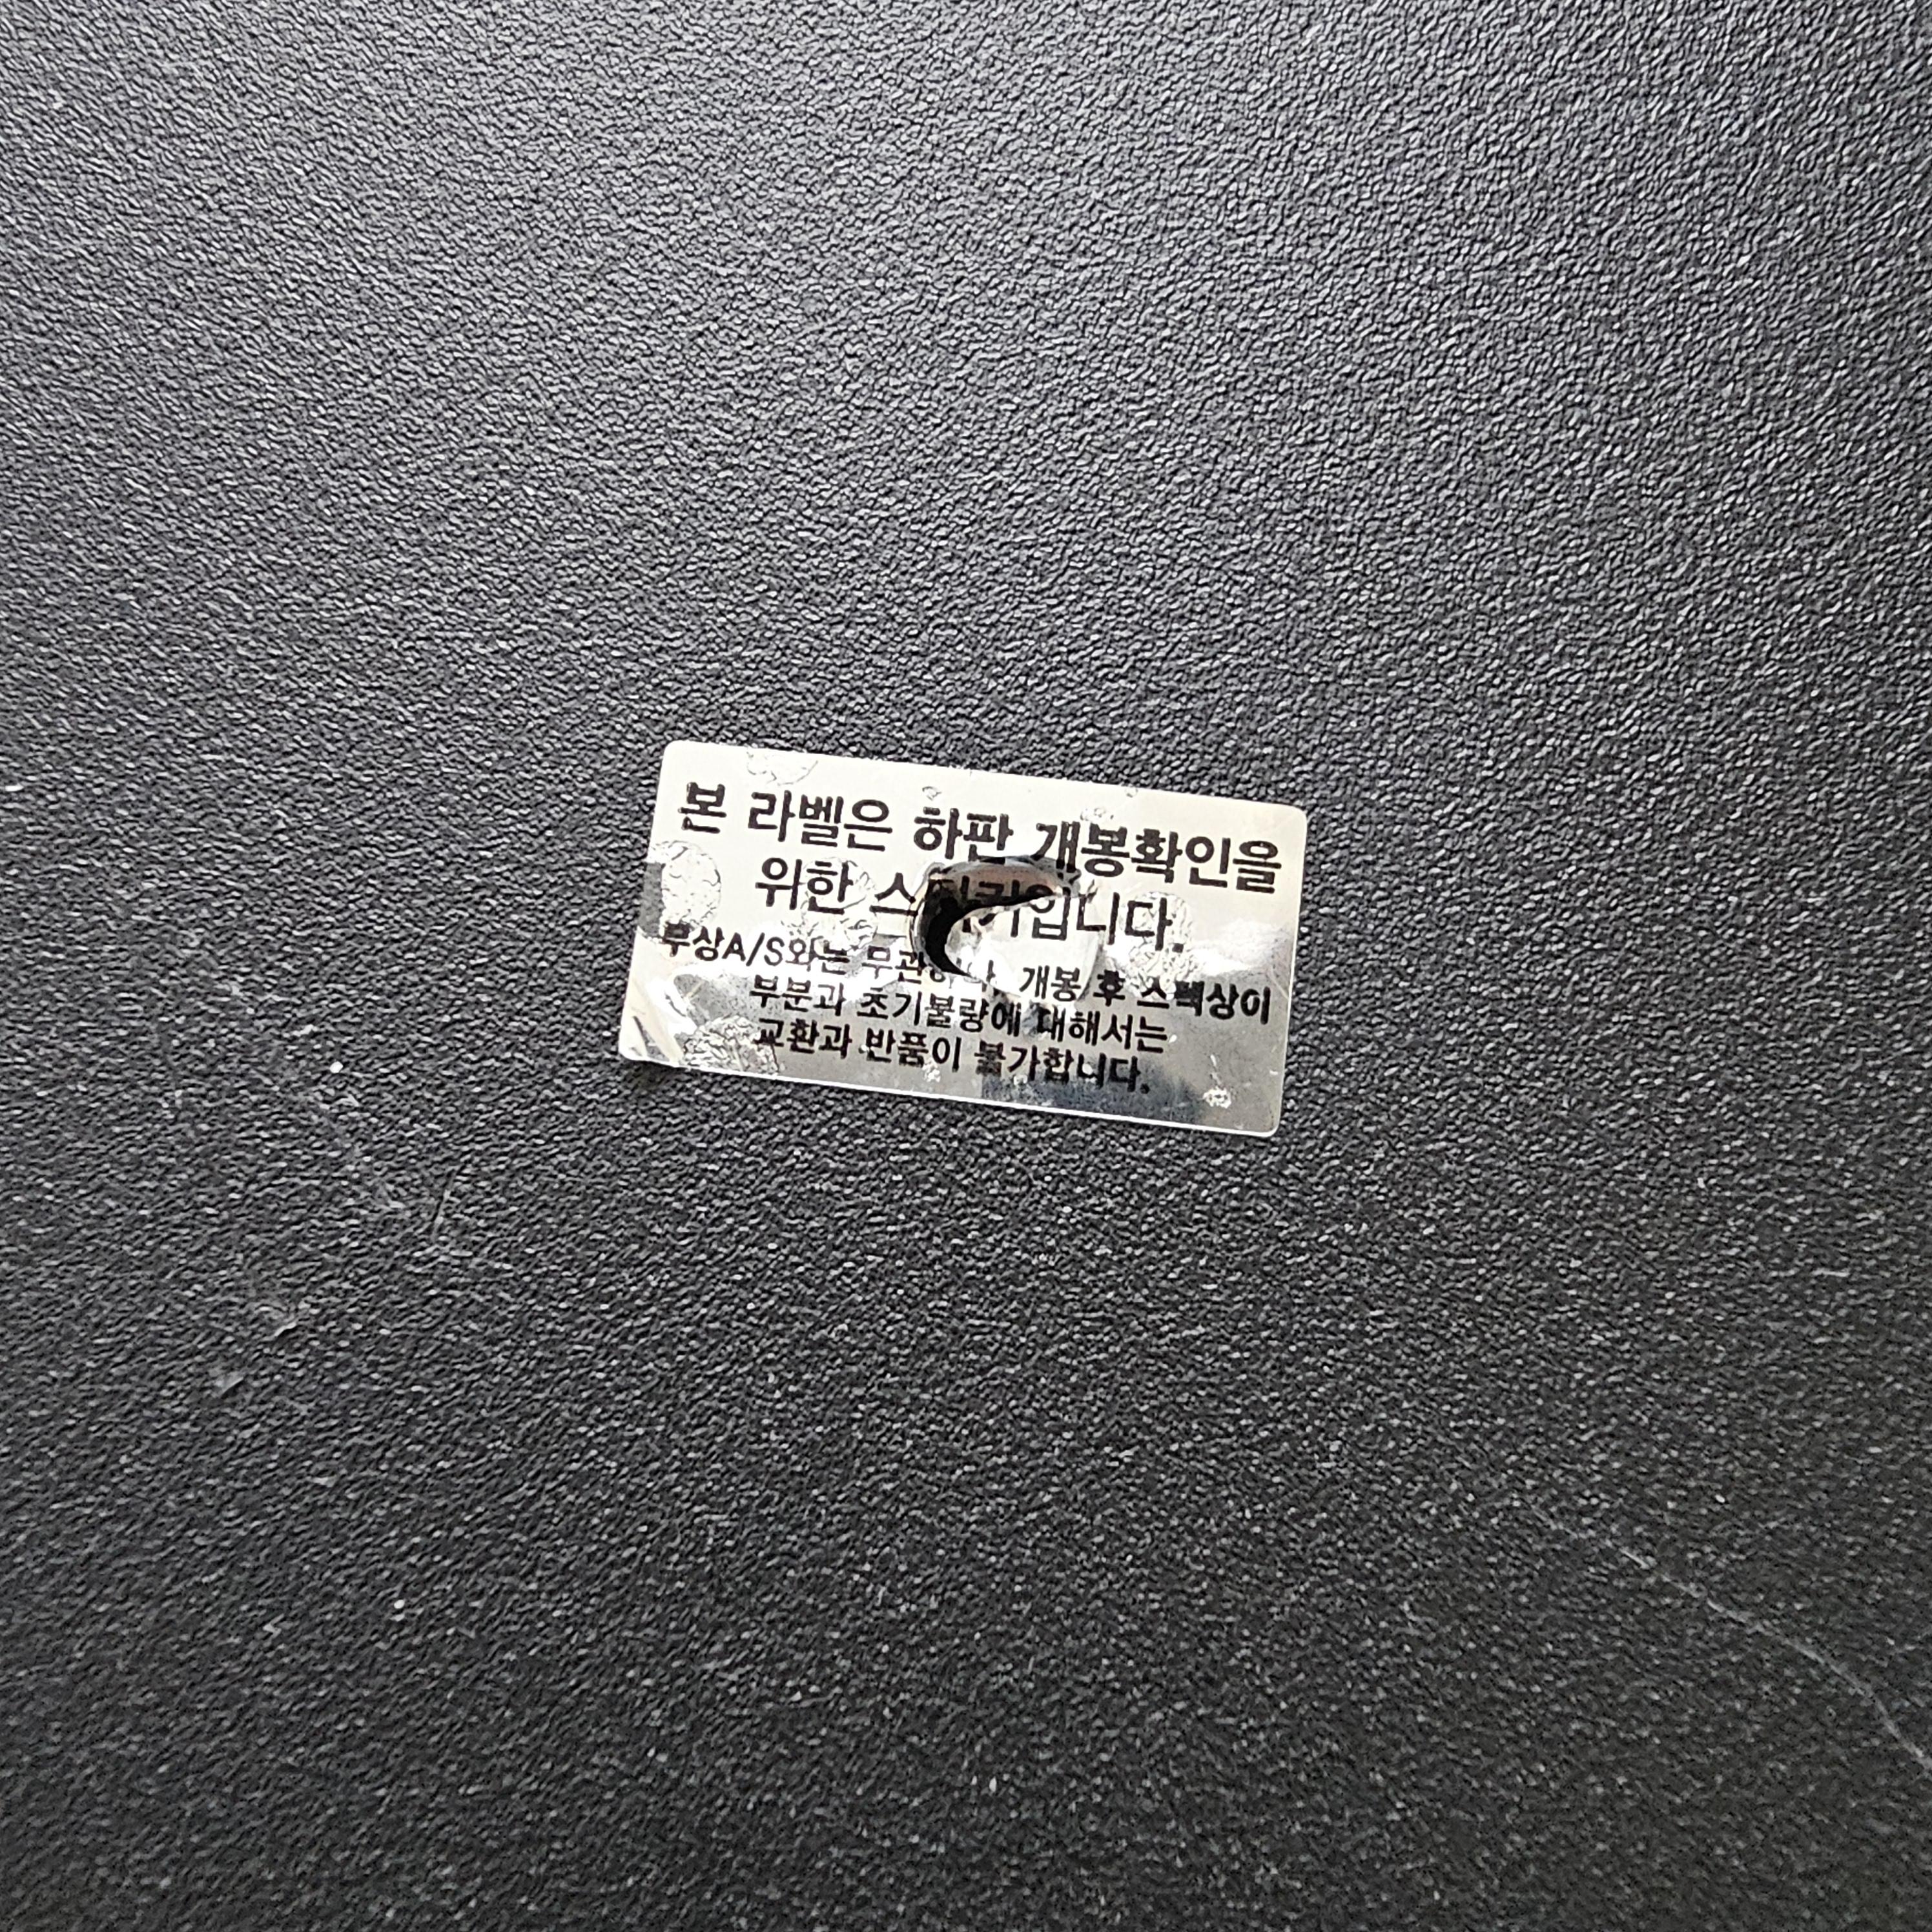 본 라벨은 하판 개봉확인을
위한 스티커입니다.
무상A/S와는 무관하나, 개봉 후 스펙상이
부분과 초기불량에 대해서는
교환과 반품이 불가합니다.